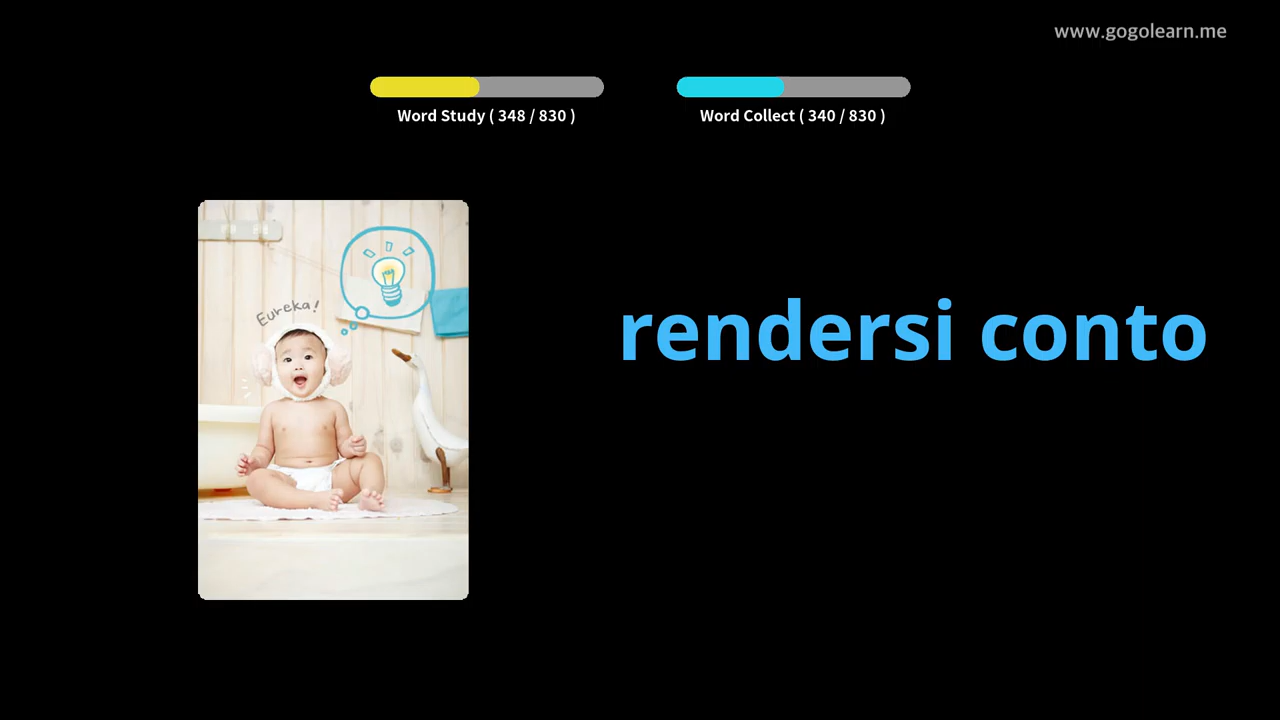 www.gogolearn.me
Word Study ( 348 / 830 )
Word Collect ( 340 / 830 )
Eureka!
rendersi conto